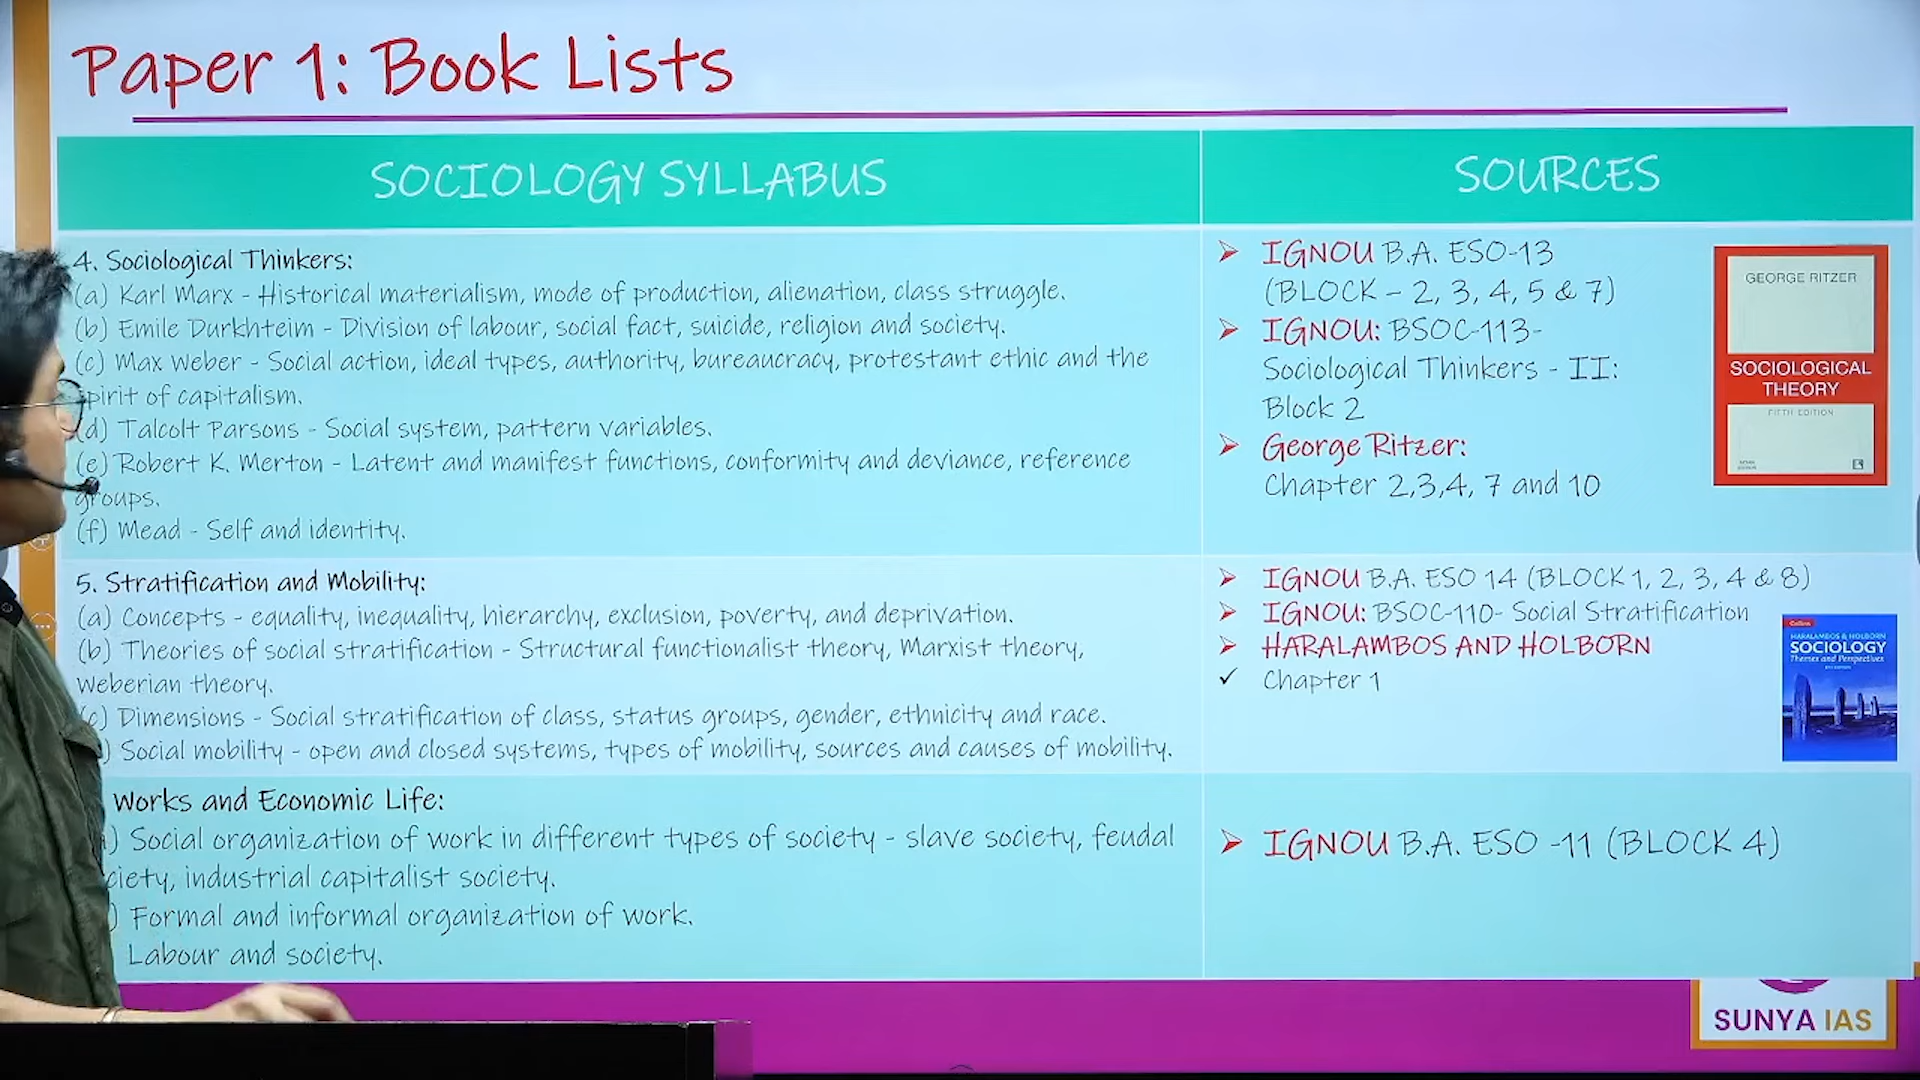 Paper 1: Book Lists
SOCIOLOGY SYLLABUS
SOURCES
4. Sociological Thinkers:
(a) Karl Marx - Historical materialism, mode of production, alienation, class struggle.
(b) Emile Durkhteim - Division of labour, social fact, suicide, religion and society.
(c) Max Weber - Social action, ideal types, authority, bureaucracy, protestant ethic and the
spirit of capitalism.
(d) Talcolt Parsons - Social system, pattern variables.
(e) Robert K. Merton - Latent and manifest functions, conformity and deviance, reference
groups.
(f) Mead - Self and identity.
➢ IGNOU B.A. ESO-13
(BLOCK – 2, 3, 4, 5 & 7)
➢ IGNOU: BSOC-113-
Sociological Thinkers - II:
Block 2
➢ George Ritzer:
Chapter 2,3,4, 7 and 10
GEORGE RITZER
SOCIOLOGICAL
THEORY
FIFTH EDITION
5. Stratification and Mobility:
(a) Concepts - equality, inequality, hierarchy, exclusion, poverty, and deprivation.
(b) Theories of social stratification - Structural functionalist theory, Marxist theory,
Weberian theory.
(c) Dimensions - Social stratification of class, status groups, gender, ethnicity and race.
) Social mobility - open and closed systems, types of mobility, sources and causes of mobility.
➢ IGNOU B.A. ESO 14 (BLOCK 1, 2, 3, 4 & 8)
➢ IGNOU: BSOC-110- Social Stratification
➢ HARALAMBOS AND HOLBORN
✓ Chapter 1
Collins
HARALAMBOS & HOLBORN
SOCIOLOGY
Themes and Perspectives
Works and Economic Life:
) Social organization of work in different types of society - slave society, feudal
ciety, industrial capitalist society.
) Formal and informal organization of work.
Labour and society.
➢ IGNOU B.A. ESO -11 (BLOCK 4)
SUNYA IAS